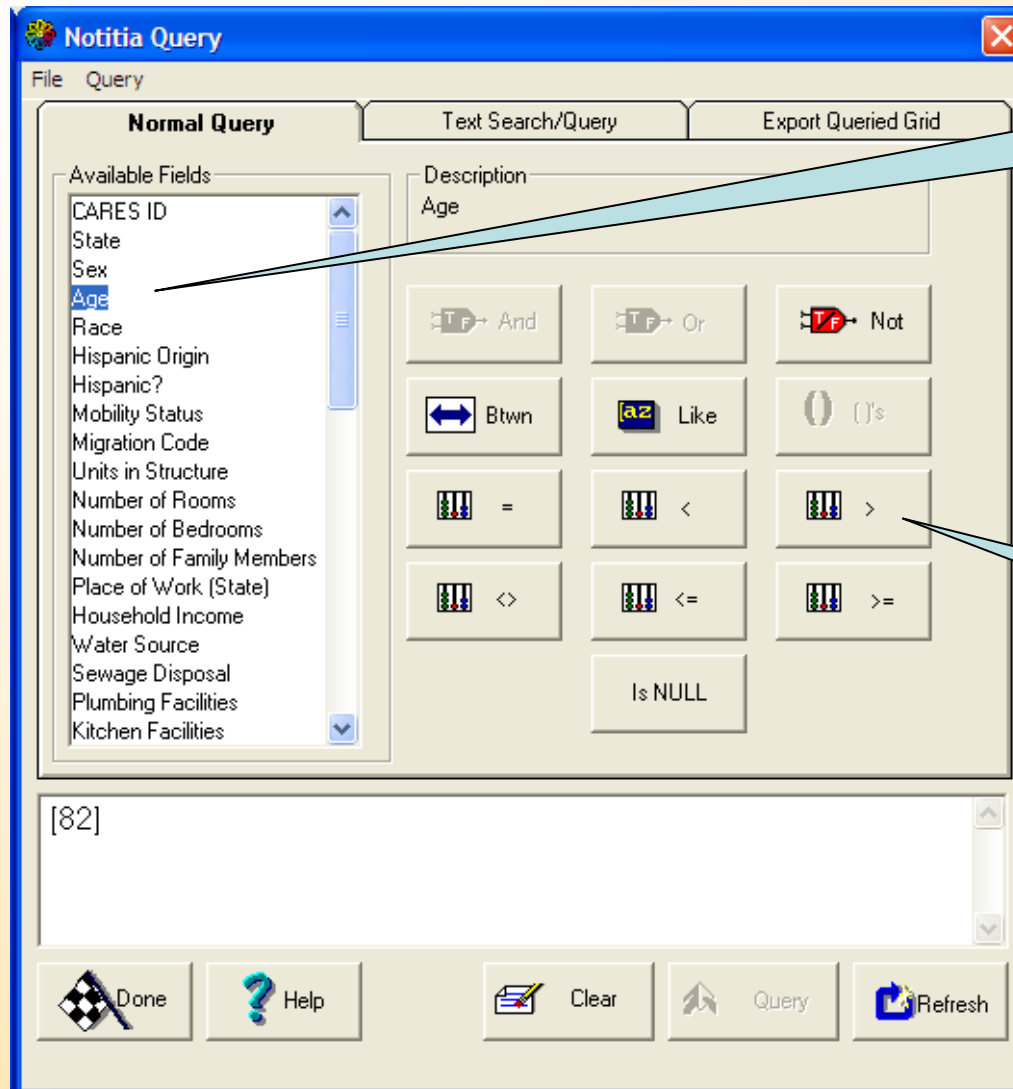 Notitia Query
File Query
Normal Query
Text Search/Query
Export Queried Grid
Available Fields
CARES ID
State
Sex
Age
Race
Hispanic Origin
Hispanic?
Mobility Status
Migration Code
Units in Structure
Number of Rooms
Number of Bedrooms
Number of Family Members
Place of Work (State)
Household Income
Water Source
Sewage Disposal
Plumbing Facilities
Kitchen Facilities
Description
Age
T F And
T F Or
T/F Not
Btwn
az Like
() ()'s
=
<
>
<>
<=
>=
Is NULL
[82]
Done
? Help
Clear
Query
Refresh